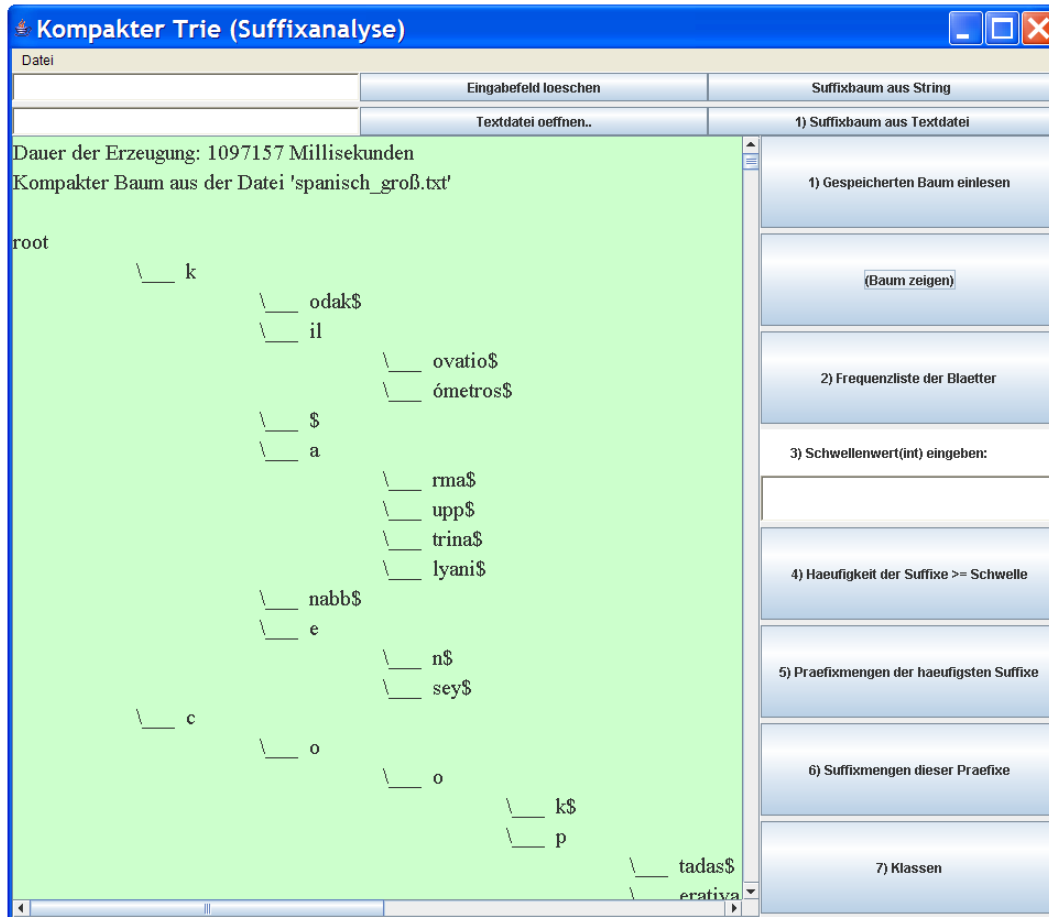 Kompakter Trie (Suffixanalyse)
Datei
Eingabefeld loeschen
Suffixbaum aus String
Textdatei oeffnen..
1) Suffixbaum aus Textdatei
Dauer der Erzeugung: 1097157 Millisekunden
Kompakter Baum aus der Datei 'spanisch_groß.txt'
root
\___ k
\___ odak$
\___ il
\___ ovatio$
\___ ómetros$
\___ $
\___ a
\___ rma$
\___ upp$
\___ trina$
\___ lyani$
\___ nabb$
\___ e
\___ n$
\___ sey$
\___ c
\___ o
\___ o
\___ k$
\___ p
\___ tadas$
\___ erativa
1) Gespeicherten Baum einlesen
(Baum zeigen)
2) Frequenzliste der Blaetter
3) Schwellenwert(int) eingeben:
4) Haeufigkeit der Suffixe >= Schwelle
5) Praefixmengen der haeufigsten Suffixe
6) Suffixmengen dieser Praefixe
7) Klassen